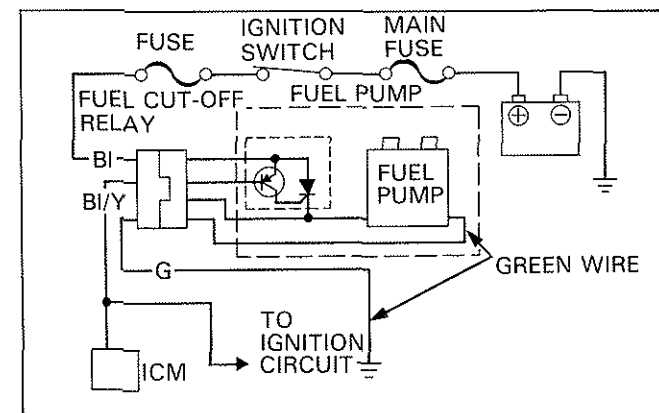 FUSE
IGNITION
SWITCH
MAIN
FUSE
FUEL CUT-OFF
RELAY
FUEL PUMP
Bl
Bl/Y
FUEL
PUMP
G
GREEN WIRE
TO
IGNITION
CIRCUIT
ICM